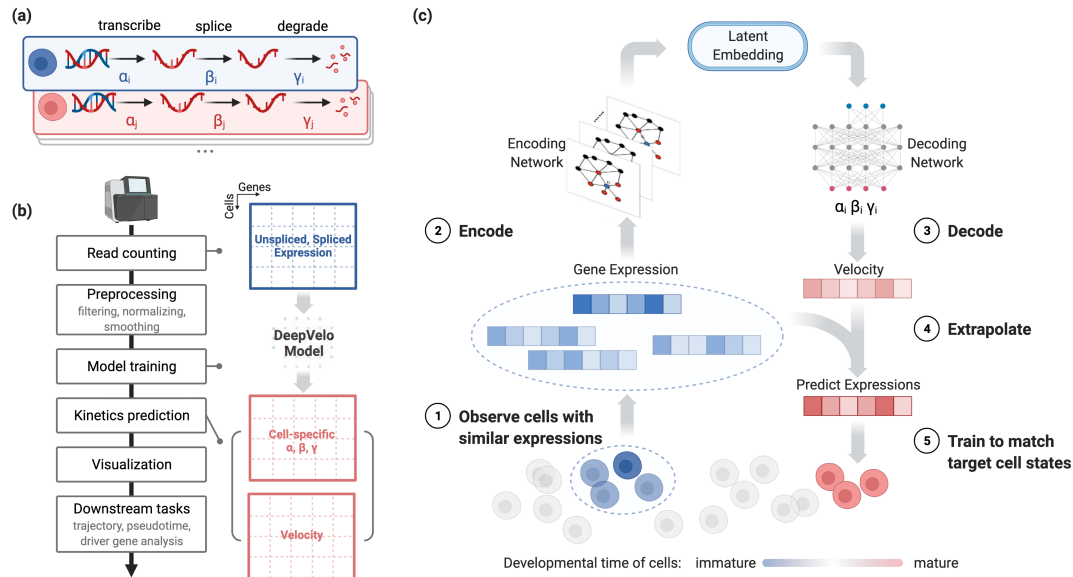 (a)
transcribe splice degrade
αᵢ βᵢ γᵢ
αⱼ βⱼ γⱼ
...
(b)
Genes
Cells
Read counting
Unspliced, Spliced
Expression
Preprocessing
filtering, normalizing,
smoothing
DeepVelo
Model
Model training
Kinetics prediction
Cell-specific
α, β, γ
Visualization
Downstream tasks
trajectory, pseudotime,
driver gene analysis
Velocity
(c)
Latent
Embedding
......
Encoding
Network
Decoding
Network
αᵢ βᵢ γᵢ
2 Encode
3 Decode
Gene Expression
Velocity
4 Extrapolate
Predict Expressions
1 Observe cells with
similar expressions
5 Train to match
target cell states
Developmental time of cells: immature mature